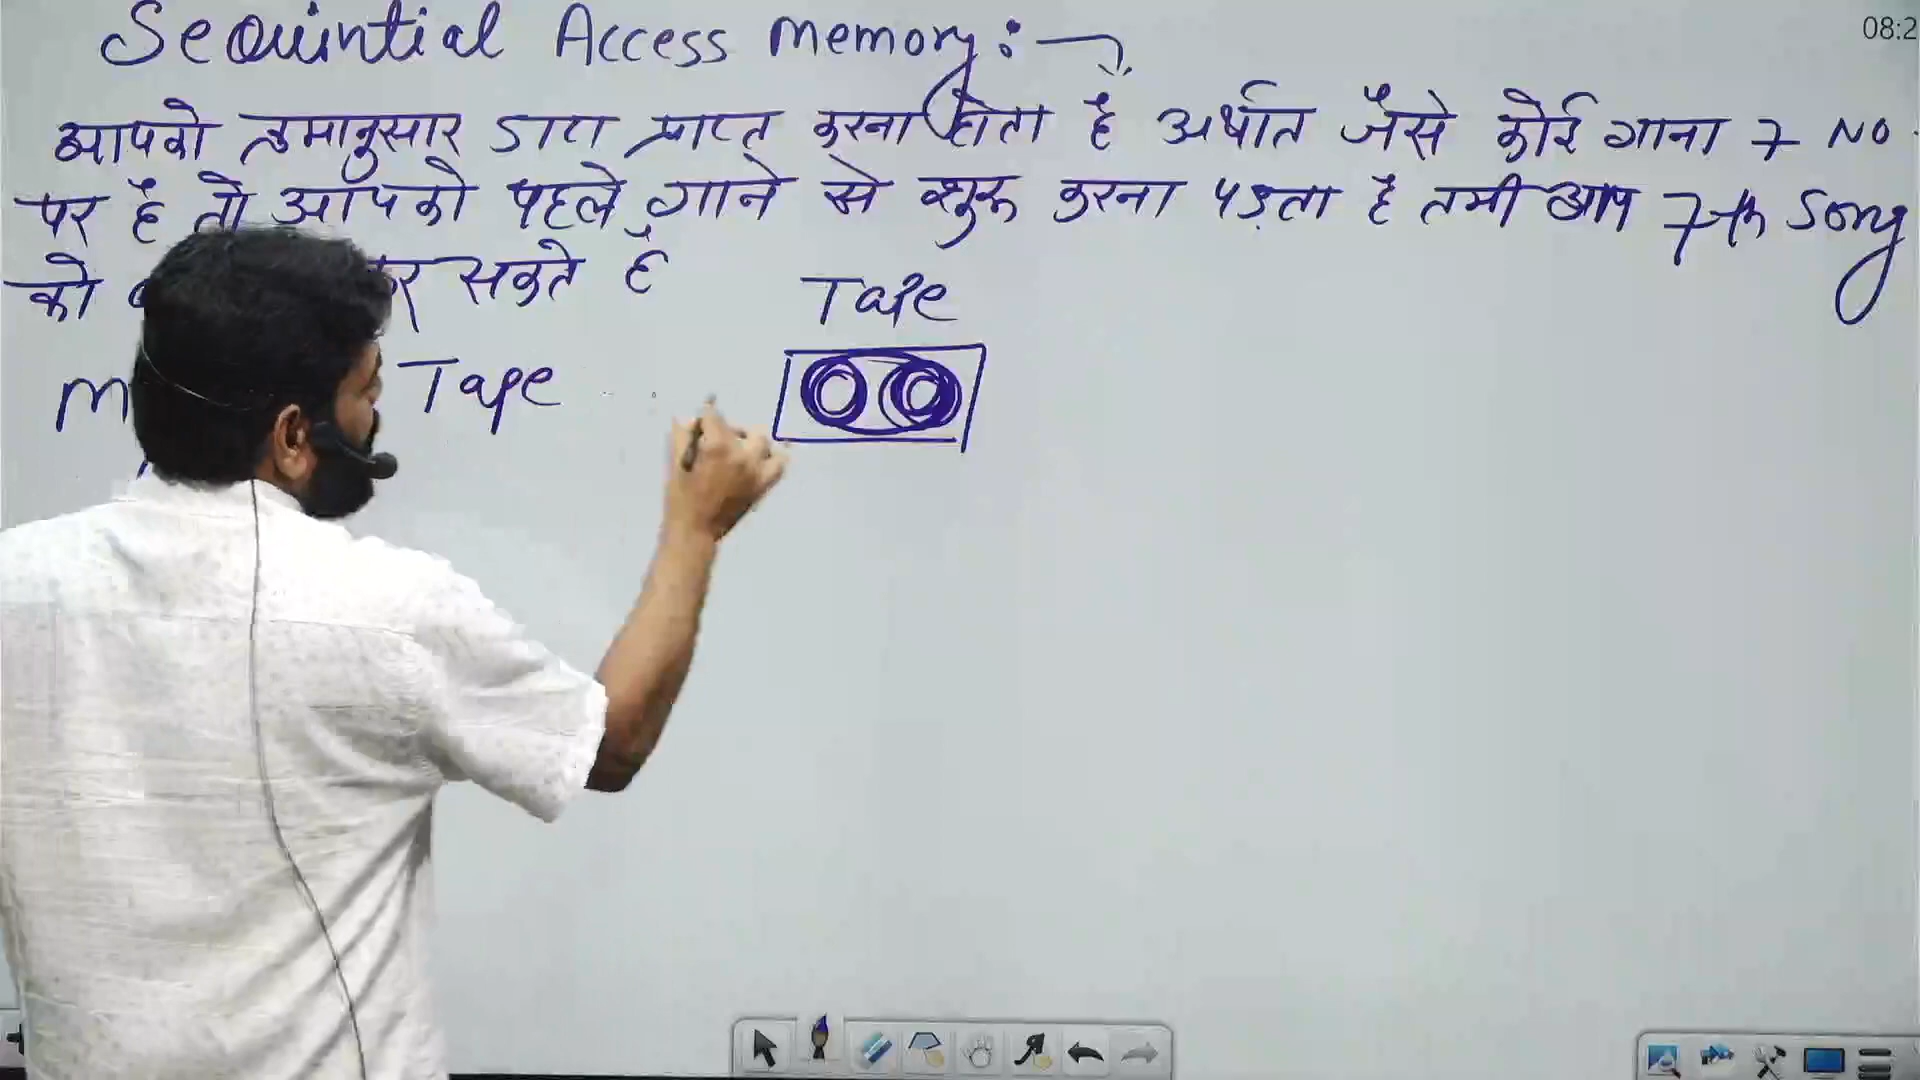 Sequintial Access Memory:-
08:2
आपको क्रमानुसार डाटा प्राप्त करना होता है अर्थात जैसे कोई गाना 7 No.
पर है तो आपको पहले गाने से शुरू करना पड़ता है तभी आप 7th Song
को सकते है
Tape
Tape